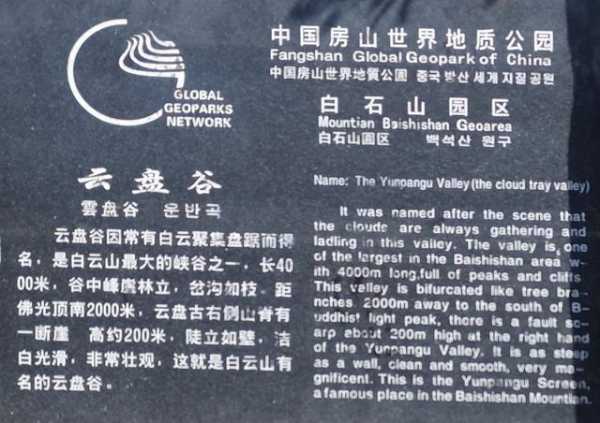 GLOBAL
GEOPARKS
NETWORK
中国房山世界地质公园
Fangshan Global Geopark of China
中国房山世界地質公園 중국 방산 세계 지질 공원
白石山园区
Mountian Baishishan Geoarea
白石山園区 백석산 원구
云盘谷
雲盘谷 운반곡
云盘谷因常有白云聚集盘踞而得
名，是白云山最大的峡谷之一，长40
00米，谷中峰虏林立，岔沟如枝。距
佛光顶南2000米，云盘古右侧山脊有
一断崖 高约200米，陡立如壁，洁
白光滑，非常壮观，这就是白云山有
名的云盘谷。
Name: The Yunpangu Valley(the cloud tray valley)
It was named after the scene that
the clouds are always gathering and
ladling in this valley. The valley is one
of the largest in the Baishishan area w-
ith 4000m long,full of peaks and cliffs
This valley is bifurcated like tree bra-
nches 2000m away to the south of B-
uddhist light peak, there is a fault sc-
arp about 200m high at the right hand
of the Yunpangu Valley. It is as steep
as a wall, clean and smooth, very ma-
gnificent. This is the Yunpangu Screen,
a famous place in the Baishishan Mountian.